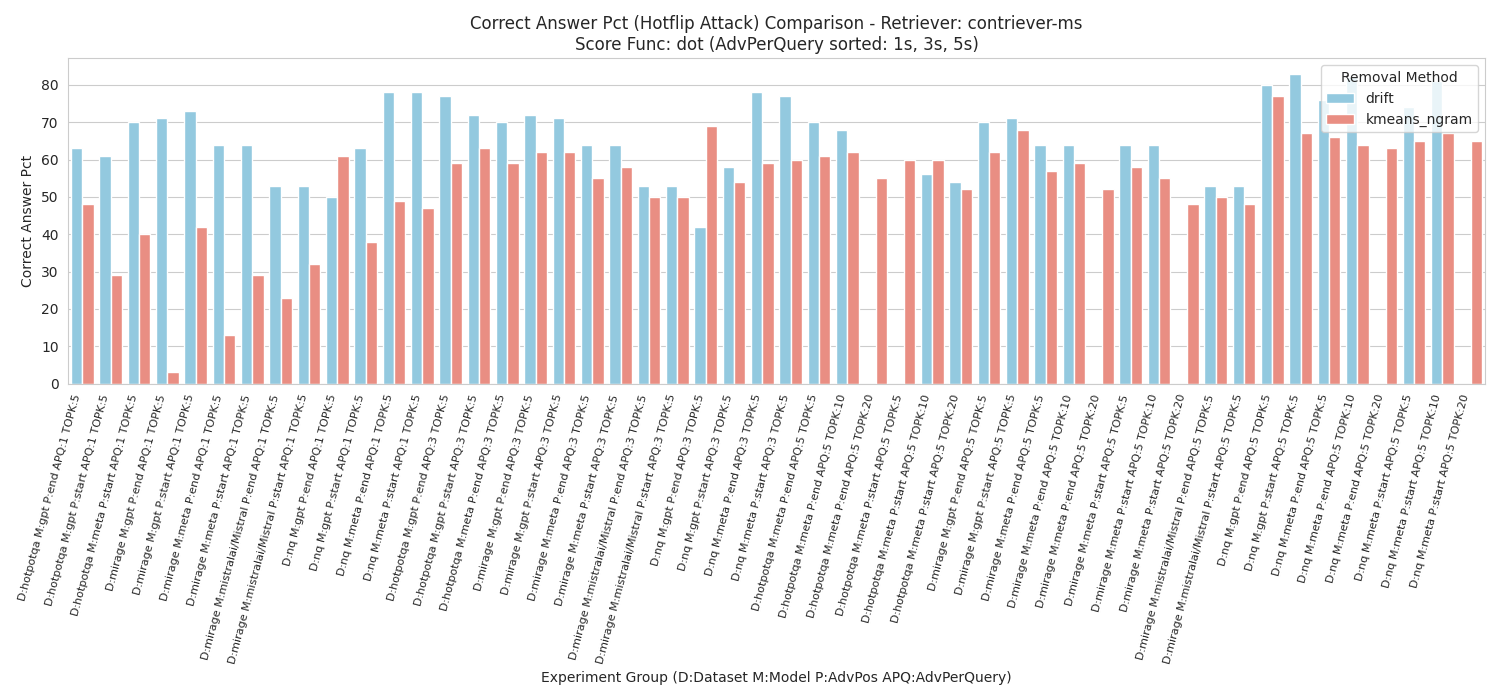 Correct Answer Pct (Hotflip Attack) Comparison - Retriever: contriever-ms
Score Func: dot (AdvPerQuery sorted: 1s, 3s, 5s)
Removal Method
drift
kmeans_ngram
Correct Answer Pct
80
70
60
50
40
30
20
10
0
D:hotpotqa M:gpt P:end APQ:1 TOPK:5
D:hotpotqa M:gpt P:start APQ:1 TOPK:5
D:hotpotqa M:meta P:start APQ:1 TOPK:5
D:mirage M:gpt P:end APQ:1 TOPK:5
D:mirage M:gpt P:start APQ:1 TOPK:5
D:mirage M:meta P:end APQ:1 TOPK:5
D:mirage M:meta P:start APQ:1 TOPK:5
D:mirage M:mistralai/Mistral P:end APQ:1 TOPK:5
D:mirage M:mistralai/Mistral P:start APQ:1 TOPK:5
D:nq M:gpt P:end APQ:1 TOPK:5
D:nq M:gpt P:start APQ:1 TOPK:5
D:nq M:meta P:end APQ:1 TOPK:5
D:nq M:meta P:start APQ:1 TOPK:5
D:hotpotqa M:gpt P:end APQ:3 TOPK:5
D:hotpotqa M:gpt P:start APQ:3 TOPK:5
D:hotpotqa M:meta P:end APQ:3 TOPK:5
D:mirage M:gpt P:end APQ:3 TOPK:5
D:mirage M:gpt P:start APQ:3 TOPK:5
D:mirage M:meta P:end APQ:3 TOPK:5
D:mirage M:meta P:start APQ:3 TOPK:5
D:mirage M:mistralai/Mistral P:end APQ:3 TOPK:5
D:mirage M:mistralai/Mistral P:start APQ:3 TOPK:5
D:nq M:gpt P:end APQ:3 TOPK:5
D:nq M:gpt P:start APQ:3 TOPK:5
D:nq M:meta P:end APQ:3 TOPK:5
D:nq M:meta P:start APQ:3 TOPK:5
D:hotpotqa M:meta P:end APQ:5 TOPK:5
D:hotpotqa M:meta P:end APQ:5 TOPK:10
D:hotpotqa M:meta P:end APQ:5 TOPK:20
D:hotpotqa M:meta P:start APQ:5 TOPK:5
D:hotpotqa M:meta P:start APQ:5 TOPK:10
D:hotpotqa M:meta P:start APQ:5 TOPK:20
D:mirage M:gpt P:end APQ:5 TOPK:5
D:mirage M:gpt P:start APQ:5 TOPK:5
D:mirage M:meta P:end APQ:5 TOPK:5
D:mirage M:meta P:end APQ:5 TOPK:10
D:mirage M:meta P:end APQ:5 TOPK:20
D:mirage M:meta P:start APQ:5 TOPK:5
D:mirage M:meta P:start APQ:5 TOPK:10
D:mirage M:meta P:start APQ:5 TOPK:20
D:mirage M:mistralai/Mistral P:end APQ:5 TOPK:5
D:mirage M:mistralai/Mistral P:start APQ:5 TOPK:5
D:nq M:gpt P:end APQ:5 TOPK:5
D:nq M:gpt P:start APQ:5 TOPK:5
D:nq M:meta P:end APQ:5 TOPK:5
D:nq M:meta P:end APQ:5 TOPK:10
D:nq M:meta P:end APQ:5 TOPK:20
D:nq M:meta P:start APQ:5 TOPK:5
D:nq M:meta P:start APQ:5 TOPK:10
D:nq M:meta P:start APQ:5 TOPK:20
Experiment Group (D:Dataset M:Model P:AdvPos APQ:AdvPerQuery)